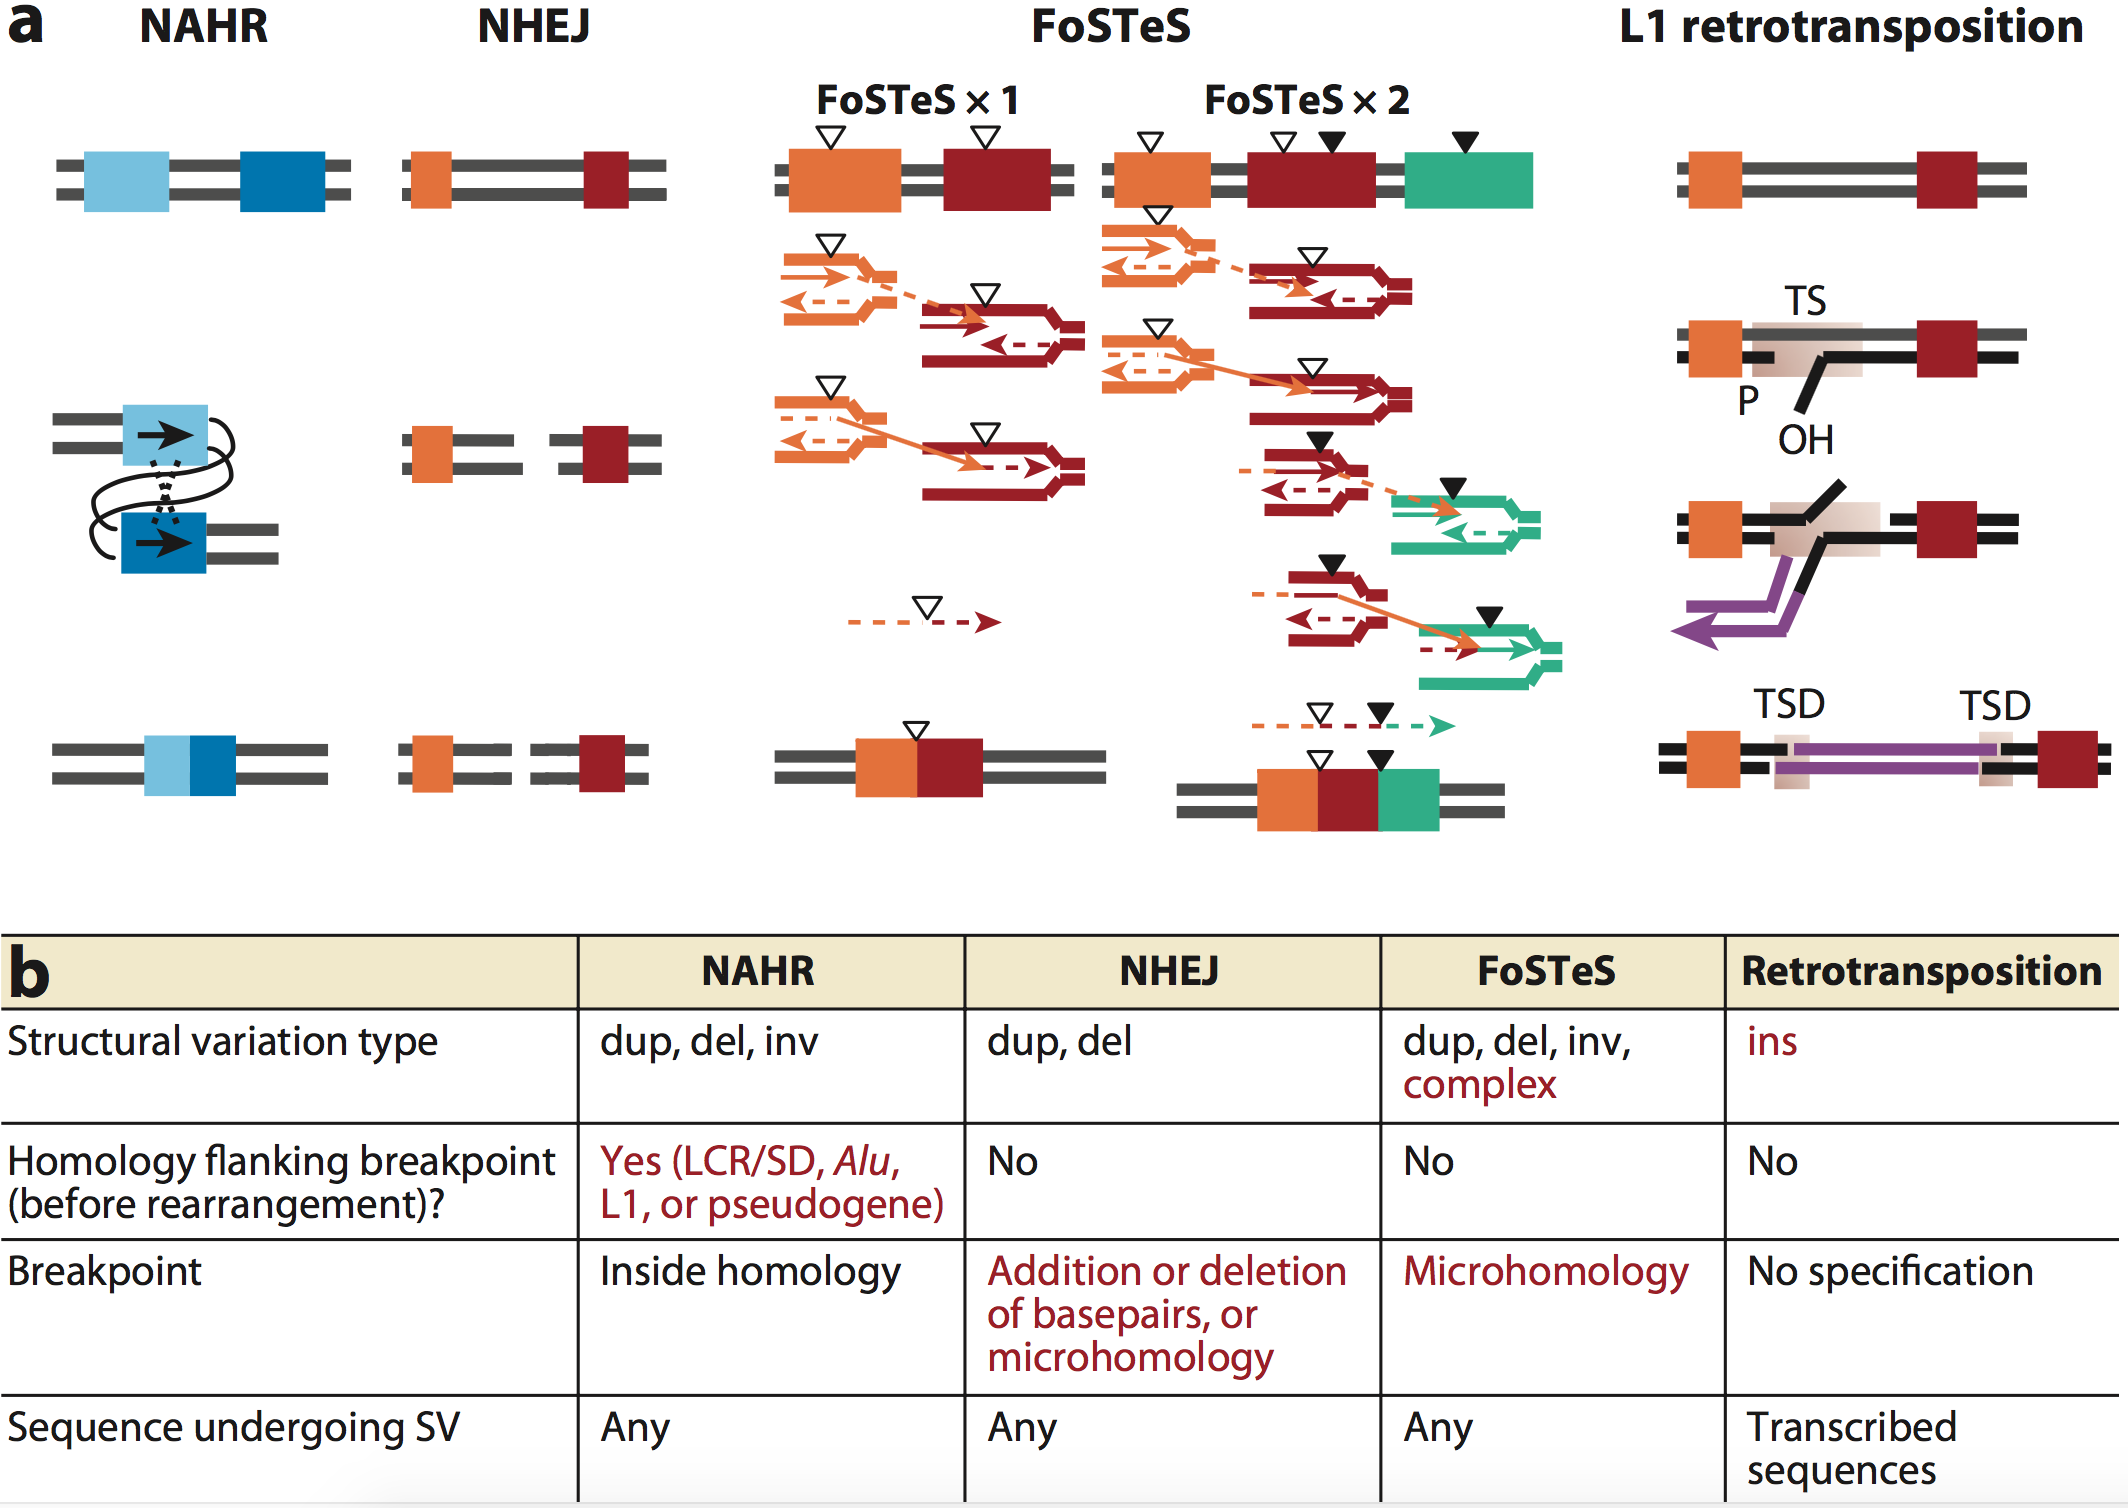 a
NAHR
NHEJ
FoSTeS
L1 retrotransposition
FoSTeS × 1
FoSTeS × 2
TS
P
OH
TSD
TSD
b
NAHR
NHEJ
FoSTeS
Retrotransposition
Structural variation type
dup, del, inv
dup, del
dup, del, inv,
complex
ins
Homology flanking breakpoint
(before rearrangement)?
Yes (LCR/SD, Alu,
L1, or pseudogene)
No
No
No
Breakpoint
Inside homology
Addition or deletion
of basepairs, or
microhomology
Microhomology
No specification
Sequence undergoing SV
Any
Any
Any
Transcribed
sequences